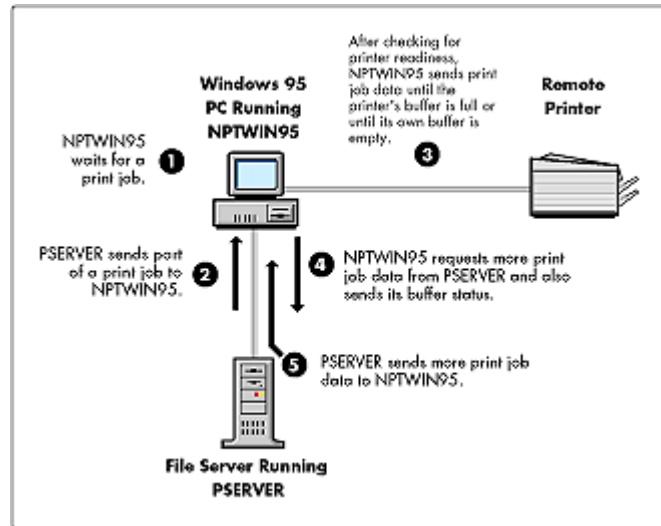 After checking for
printer readiness,
NPTWIN95 sends print
job data until the
printer's buffer is full or
until its own buffer is
empty.
3
Windows 95
PC Running
NPTWIN95
Remote
Printer
NPTWIN95
waits for a
print job.
1
PSERVER sends part
of a print job to
NPTWIN95.
2
4
NPTWIN95 requests more print
job data from PSERVER and also
sends its buffer status.
5
PSERVER sends more print job
data to NPTWIN95.
File Server Running
PSERVER